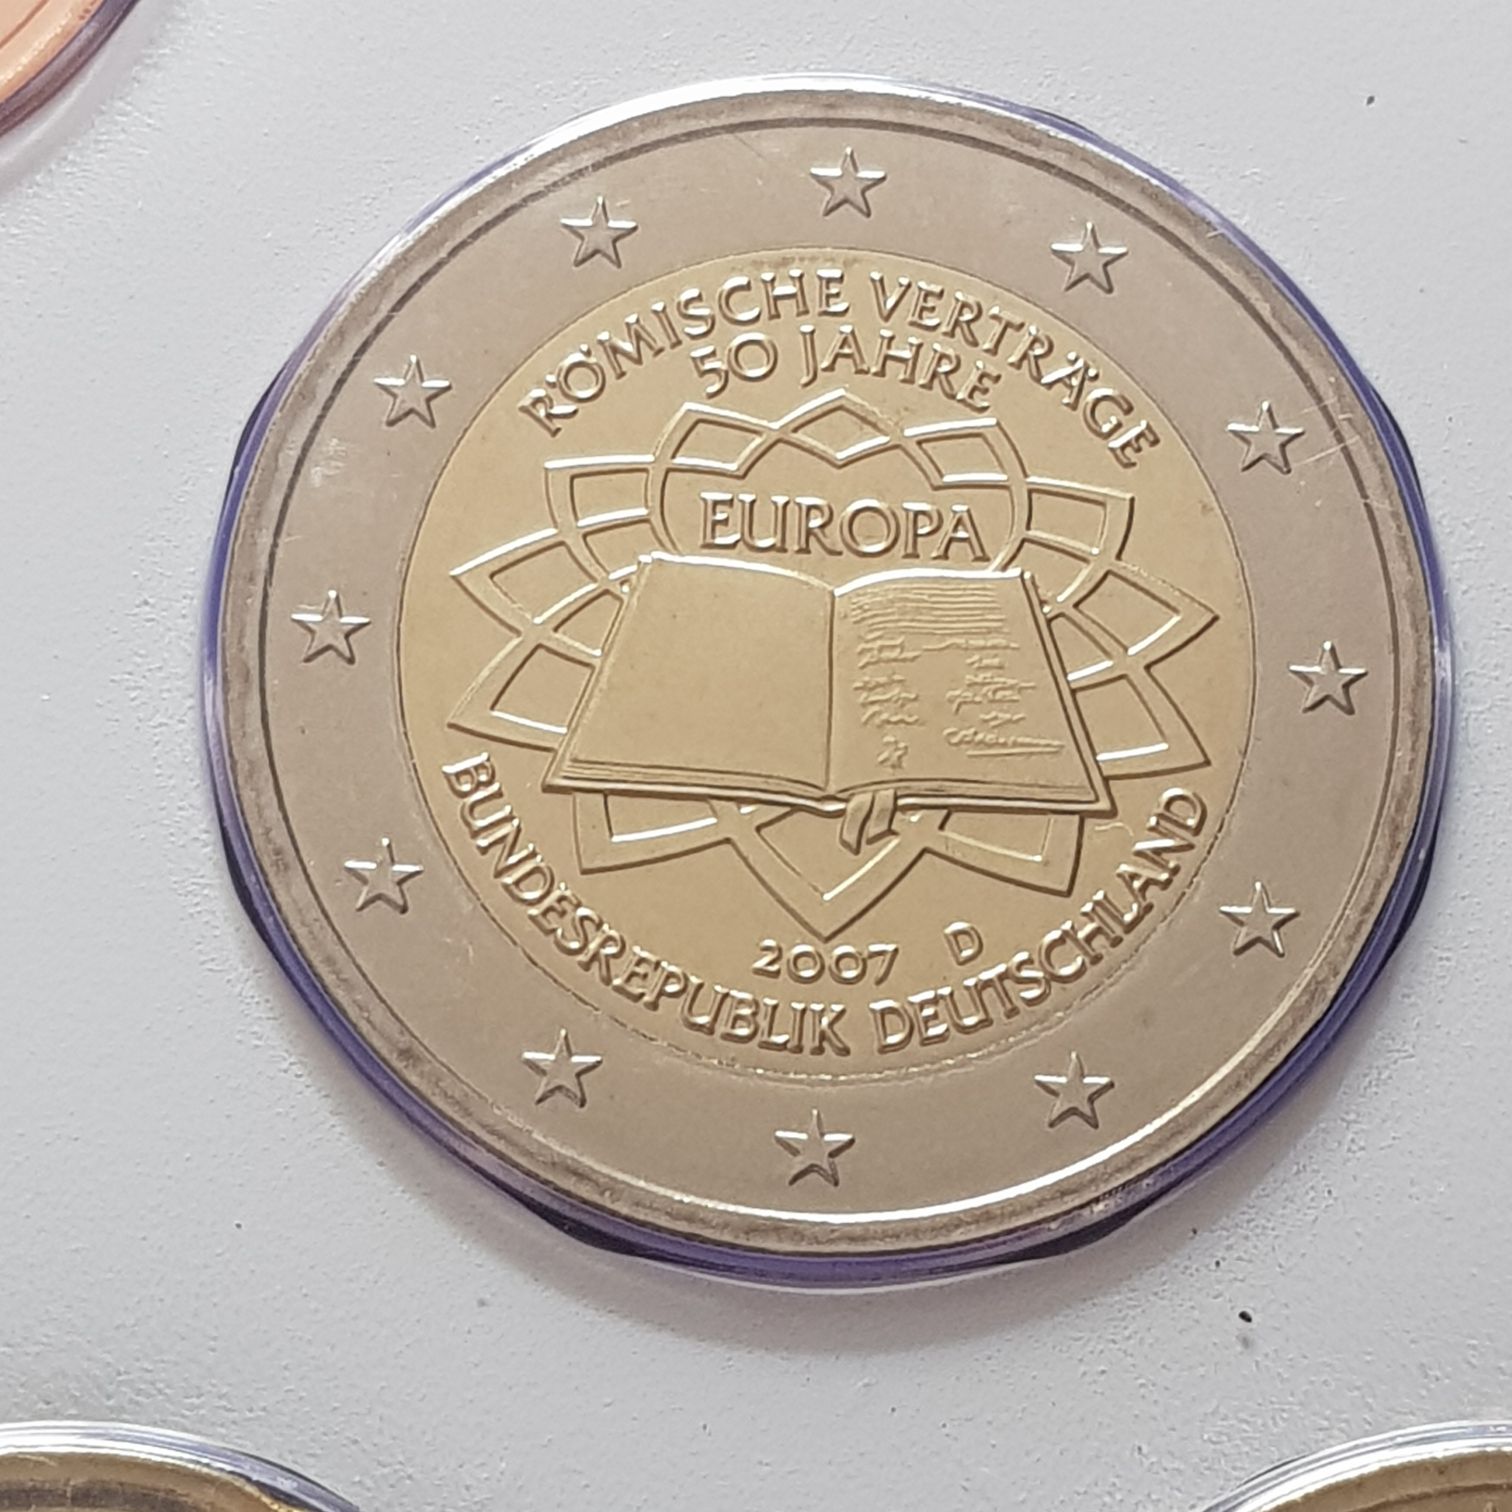 RÖMISCHE VERTRÄGE
50 JAHRE
EUROPA
2007 D
BUNDESREPUBLIK DEUTSCHLAND